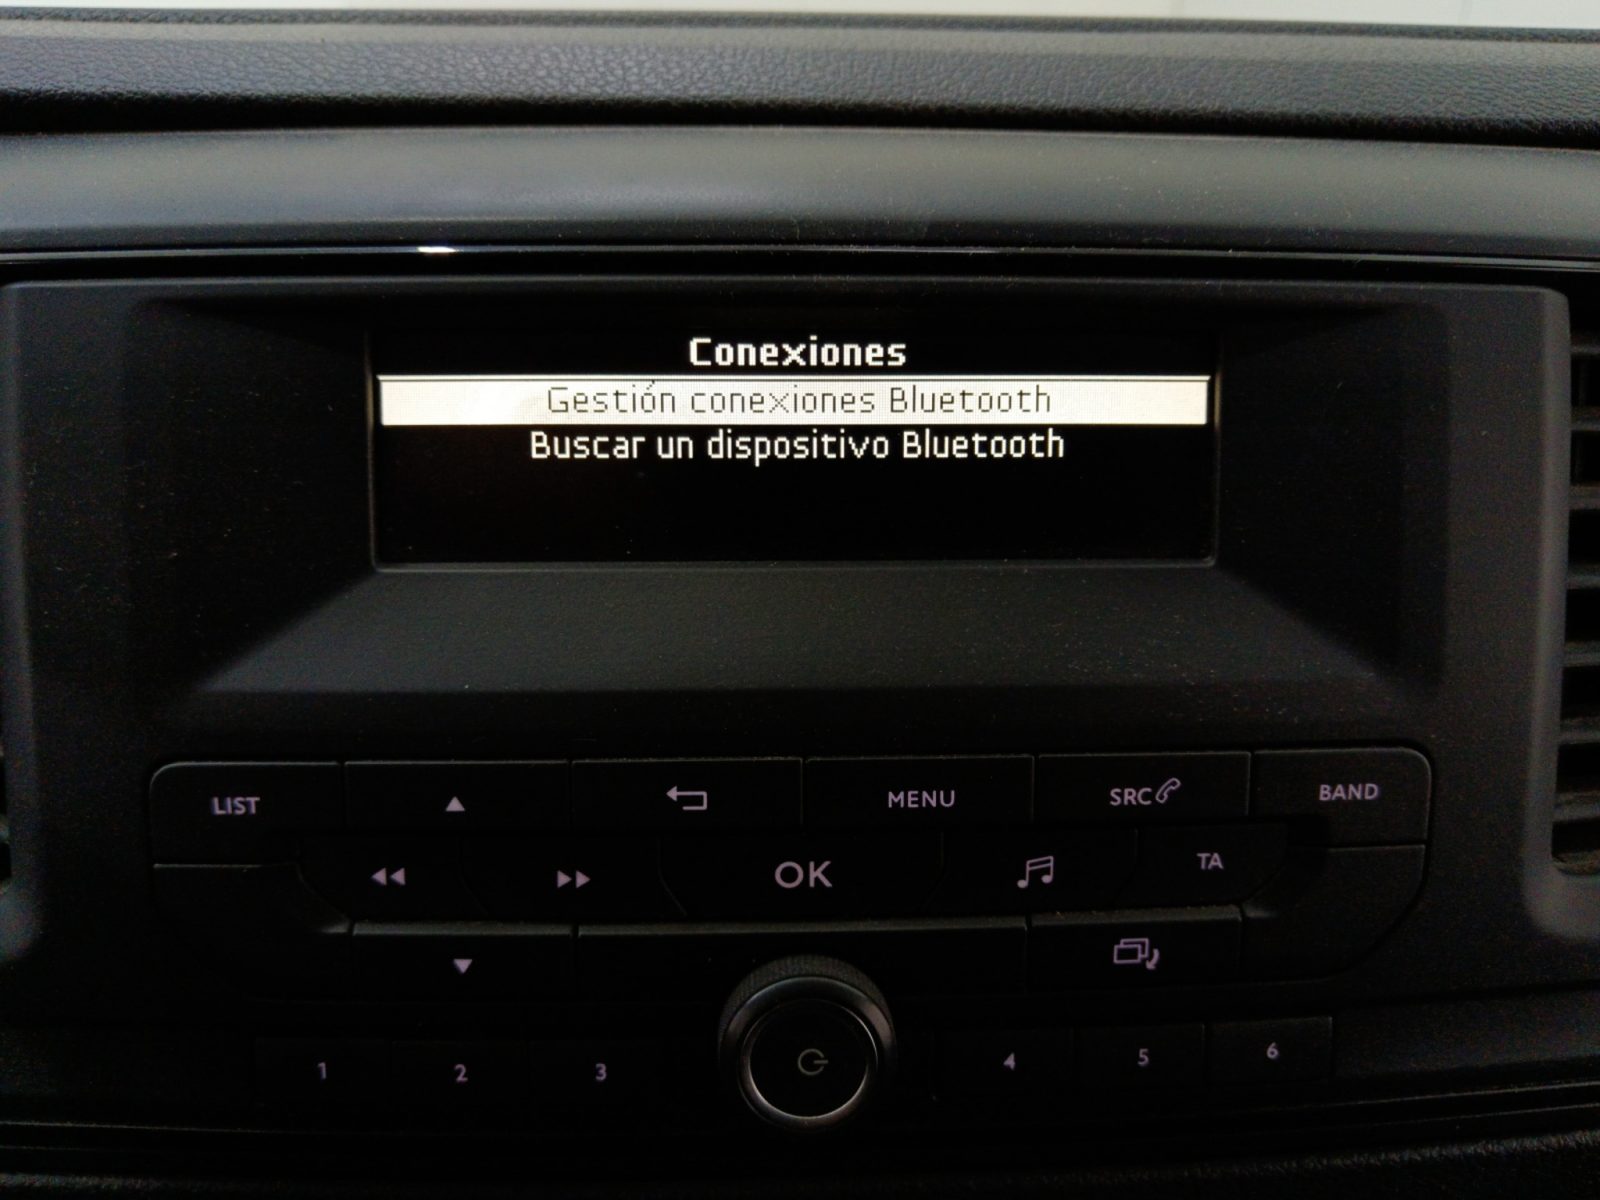 Conexiones
Gestión conexiones Bluetooth
Buscar un dispositivo Bluetooth
LIST
MENU
SRC
BAND
OK
TA
1
2
3
4
5
6